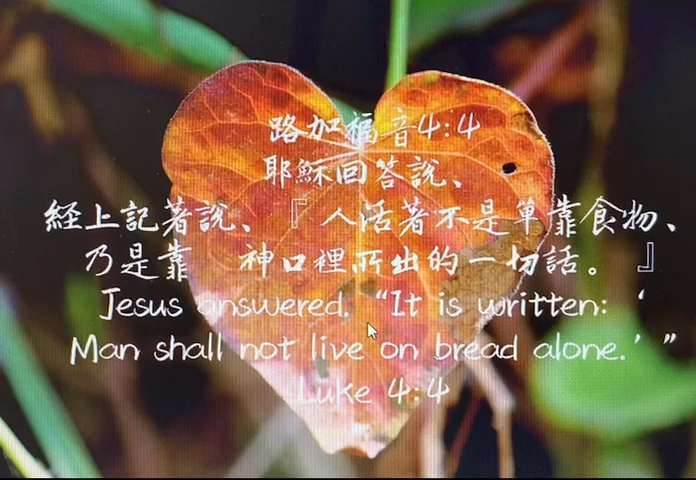 路加福音4:4
耶穌回答說、
經上記著說、『 人活著不是單靠食物、
乃是靠　神口裡所出的一切話。 』
Jesus answered, “It is written: ‘
Man shall not live on bread alone.’ ”
Luke 4:4